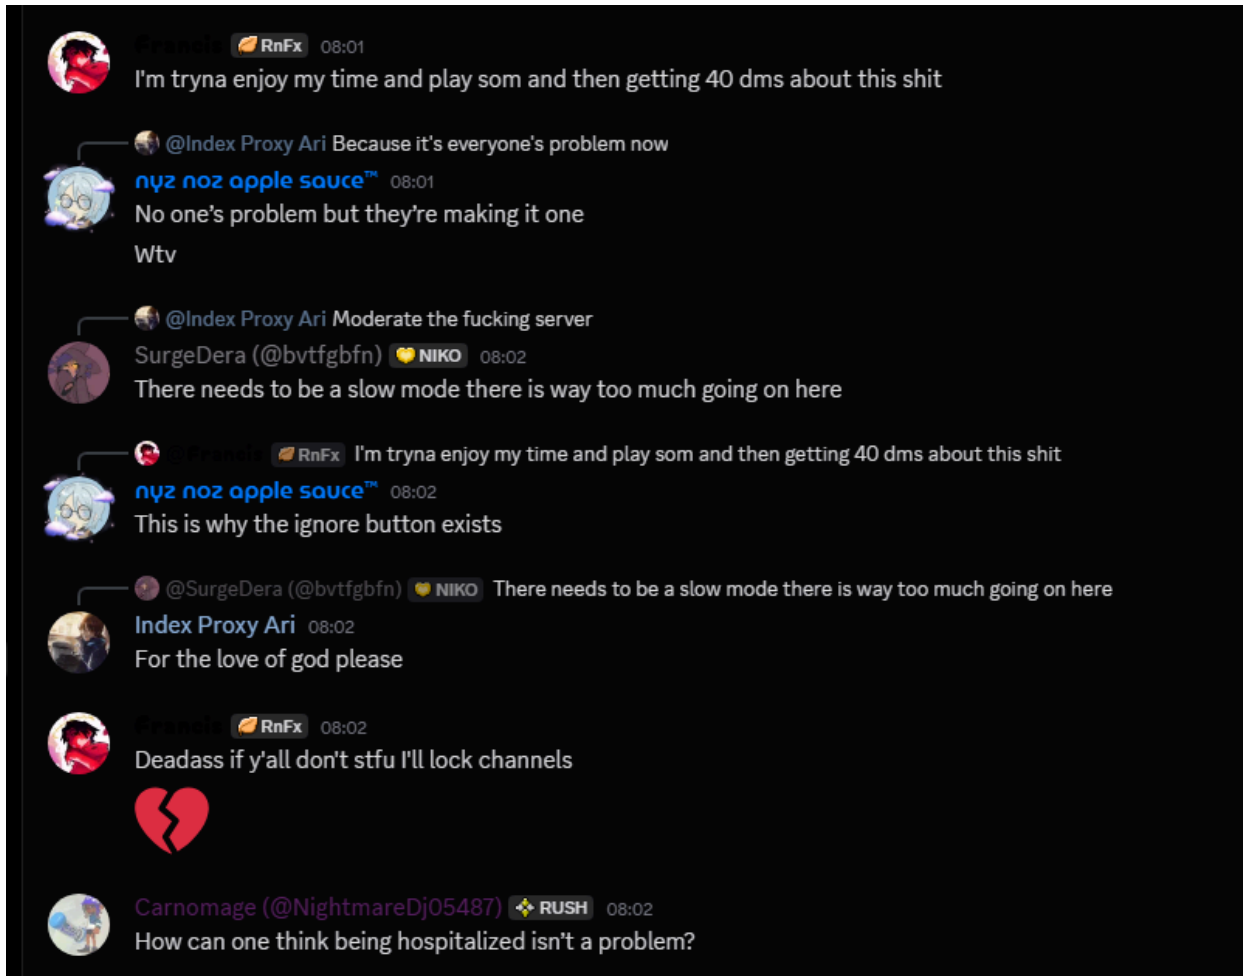 Francis RnFx 08:01
I'm tryna enjoy my time and play som and then getting 40 dms about this shit
@Index Proxy Ari Because it's everyone's problem now
nyz noz apple sauce™ 08:01
No one’s problem but they’re making it one
Wtv
@Index Proxy Ari Moderate the fucking server
SurgeDera (@bvtfgbfn) NIKO 08:02
There needs to be a slow mode there is way too much going on here
@Francis RnFx I'm tryna enjoy my time and play som and then getting 40 dms about this shit
nyz noz apple sauce™ 08:02
This is why the ignore button exists
@SurgeDera (@bvtfgbfn) NIKO There needs to be a slow mode there is way too much going on here
Index Proxy Ari 08:02
For the love of god please
Francis RnFx 08:02
Deadass if y'all don't stfu I'll lock channels
Carnomage (@NightmareDj05487) RUSH 08:02
How can one think being hospitalized isn’t a problem?